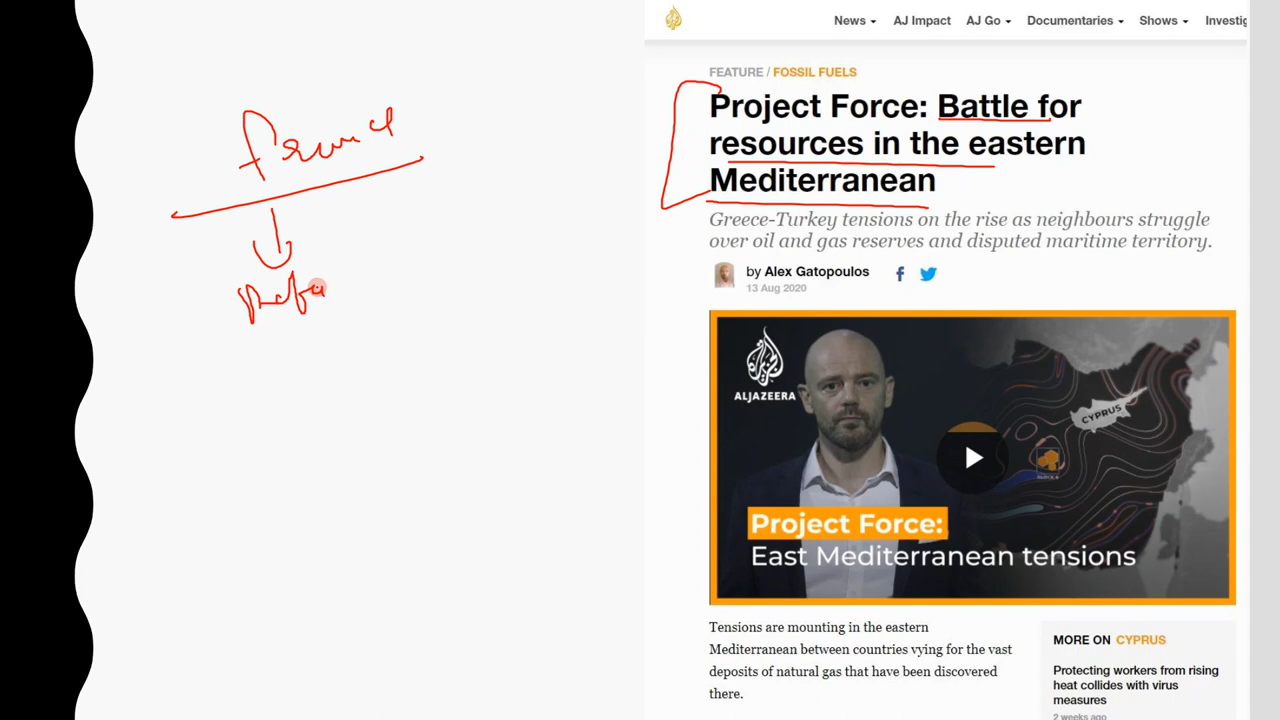 News AJ Impact AJ Go Documentaries Shows Investig
FEATURE / FOSSIL FUELS
Project Force: Battle for
resources in the eastern
Mediterranean
Greece-Turkey tensions on the rise as neighbours struggle
over oil and gas reserves and disputed maritime territory.
by Alex Gatopoulos
13 Aug 2020
ALJAZEERA
CYPRUS
Project Force:
East Mediterranean tensions
Tensions are mounting in the eastern
Mediterranean between countries vying for the vast
deposits of natural gas that have been discovered
there.
MORE ON CYPRUS
Protecting workers from rising
heat collides with virus
measures
2 weeks ago